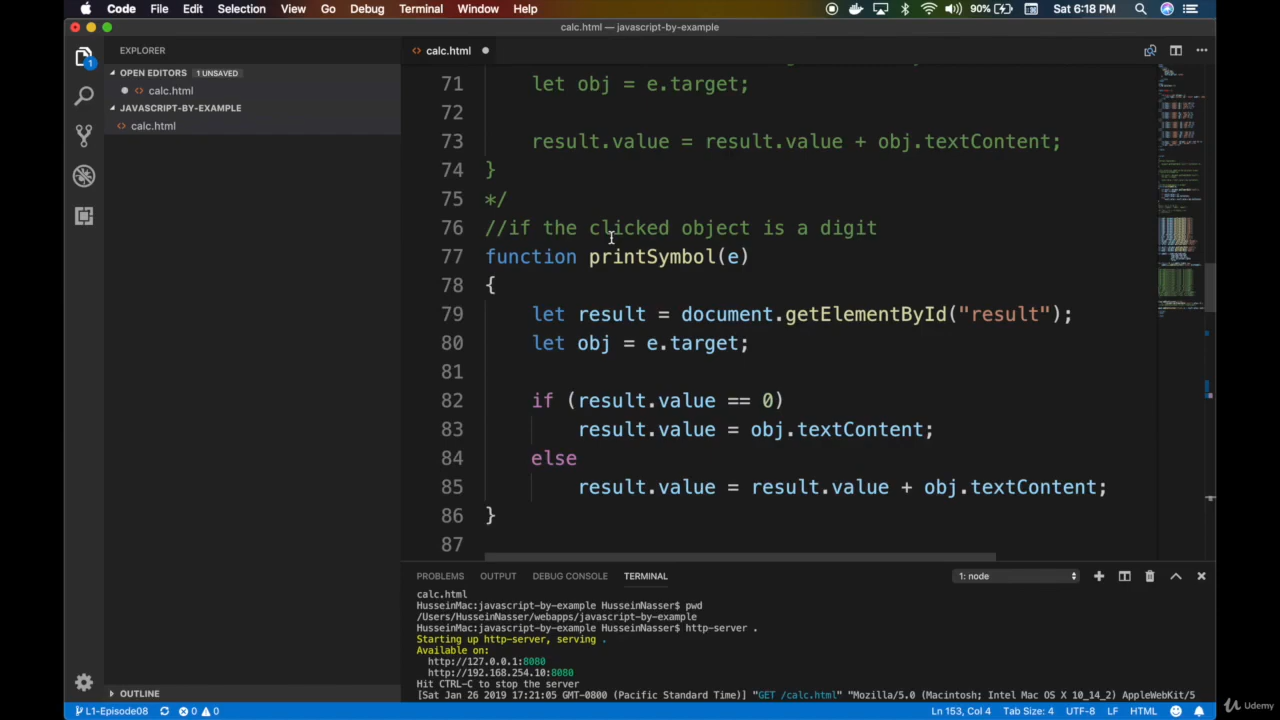 Code File Edit Selection View Go Debug Terminal Window Help 90% Sat 6:18 PM
calc.html — javascript-by-example
EXPLORER
OPEN EDITORS 1 UNSAVED
calc.html
JAVASCRIPT-BY-EXAMPLE
calc.html
OUTLINE
calc.html
71 let obj = e.target;
72
73 result.value = result.value + obj.textContent;
74 }
75 */
76 //if the clicked object is a digit
77 function printSymbol(e)
78 {
79 let result = document.getElementById("result");
80 let obj = e.target;
81
82 if (result.value == 0)
83 result.value = obj.textContent;
84 else
85 result.value = result.value + obj.textContent;
86 }
87
PROBLEMS OUTPUT DEBUG CONSOLE TERMINAL 1: node
calc.html
HusseinMac:javascript-by-example HusseinNasser$ pwd
/Users/HusseinNasser/webapps/javascript-by-example
HusseinMac:javascript-by-example HusseinNasser$ http-server .
Starting up http-server, serving .
Available on:
http://127.0.0.1:8080
http://192.168.254.10:8080
Hit CTRL-C to stop the server
[Sat Jan 26 2019 17:21:05 GMT-0800 (Pacific Standard Time)] "GET /calc.html" "Mozilla/5.0 (Macintosh; Intel Mac OS X 10_14_2) AppleWebKit/5
L1-Episode08 0 0 Ln 153, Col 4 Tab Size: 4 UTF-8 LF HTML
Udemy